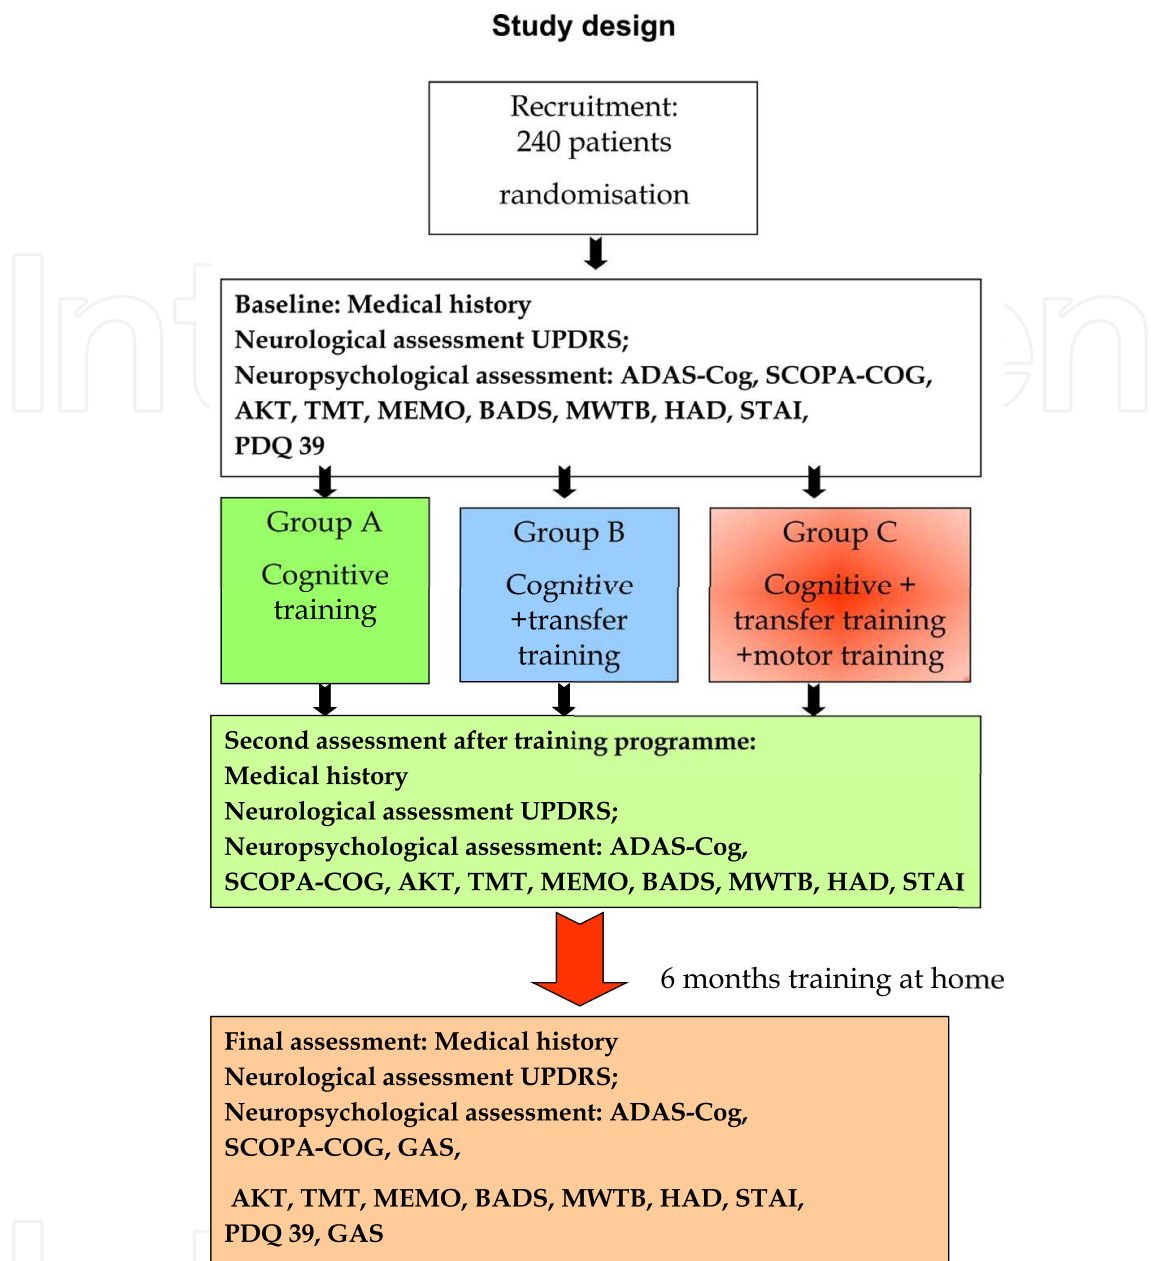 Study design
Recruitment:
240 patients
randomisation
Baseline: Medical history
Neurological assessment UPDRS;
Neuropsychological assessment: ADAS-Cog, SCOPA-COG,
AKT, TMT, MEMO, BADS, MWTB, HAD, STAI,
PDQ 39
Group A
Cognitive
training
Group B
Cognitive
+transfer
training
Group C
Cognitive +
transfer training
+motor training
Second assessment after training programme:
Medical history
Neurological assessment UPDRS;
Neuropsychological assessment: ADAS-Cog,
SCOPA-COG, AKT, TMT, MEMO, BADS, MWTB, HAD, STAI
6 months training at home
Final assessment: Medical history
Neurological assessment UPDRS;
Neuropsychological assessment: ADAS-Cog,
SCOPA-COG, GAS,
AKT, TMT, MEMO, BADS, MWTB, HAD, STAI,
PDQ 39, GAS